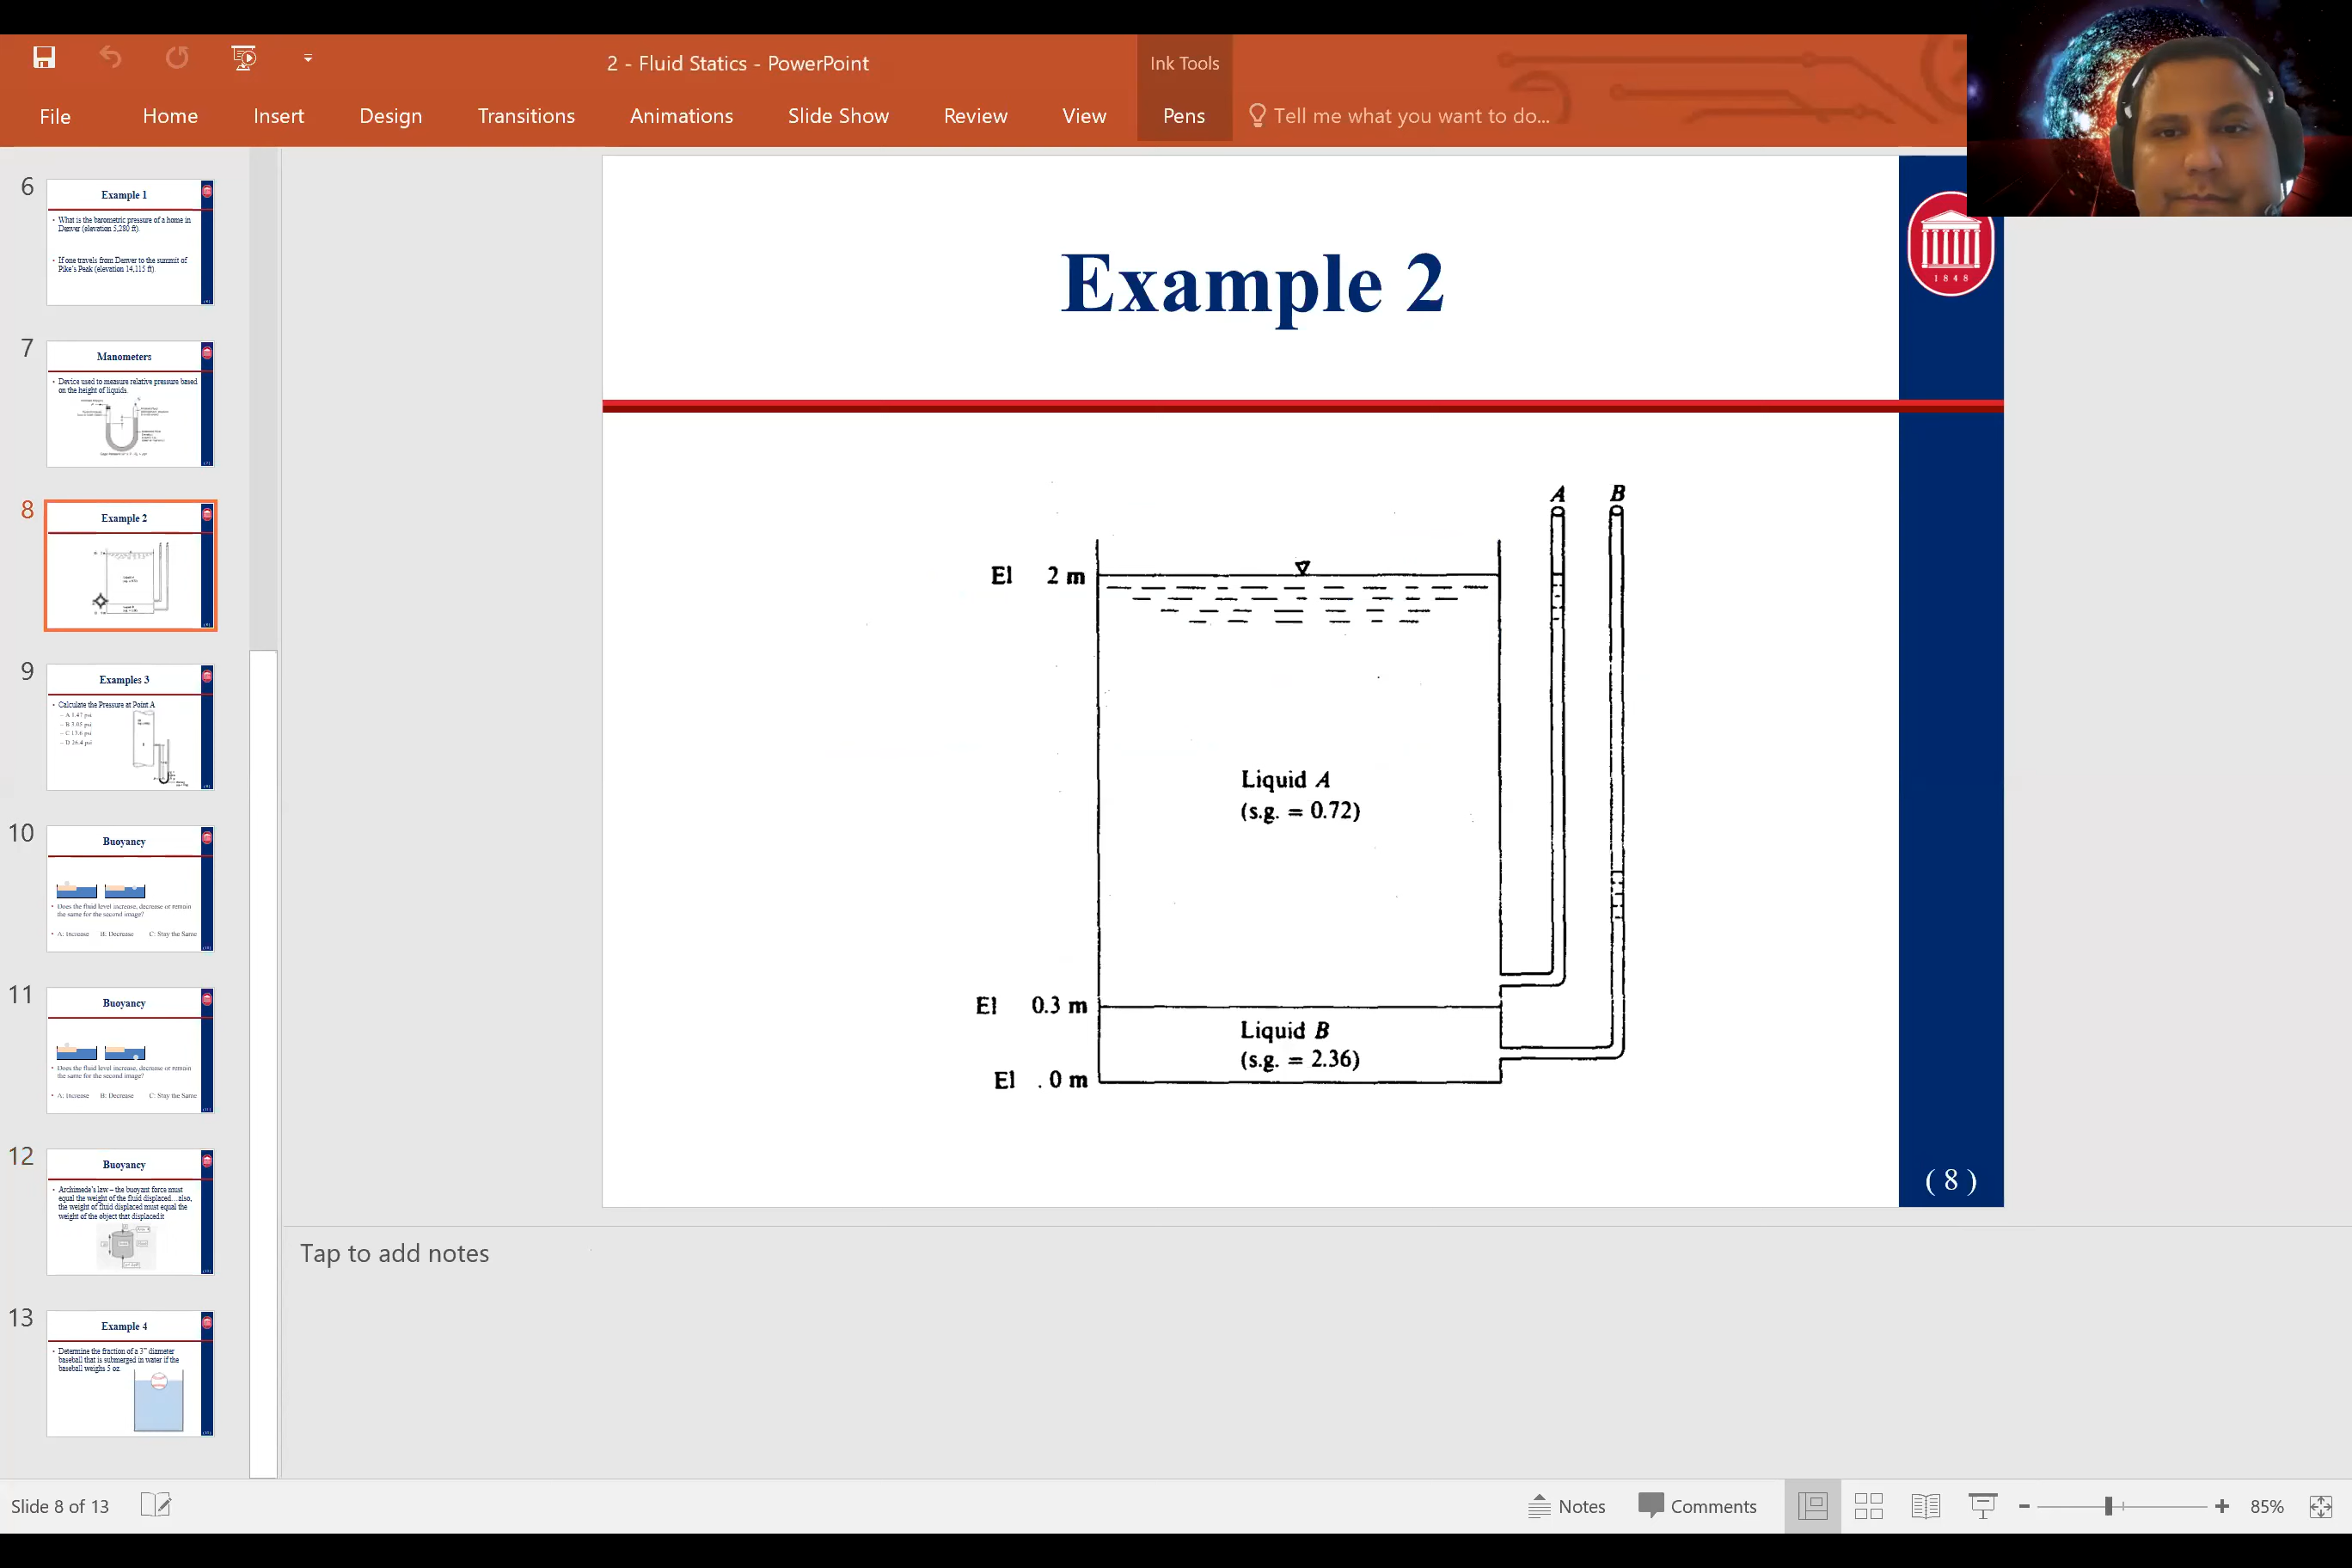 2 - Fluid Statics - PowerPoint
Ink Tools
File
Home
Insert
Design
Transitions
Animations
Slide Show
Review
View
Pens
Tell me what you want to do...
6
Example 1
• What is the barometric pressure of a home in
Denver (elevation 5,280 ft).
• If one travels from Denver to the summit of
Pike's Peak (elevation 14,115 ft).
7
Manometers
• Device used to measure relative pressure based
on the height of liquids.
8
Example 2
9
Examples 3
• Calculate the Pressure at Point A
– A 1.47 psi
– B 3.05 psi
– C 13.6 psi
– D 26.4 psi
10
Buoyancy
• Does the fluid level increase, decrease or remain
the same for the second image?
• A: Increase B: Decrease C: Stay the Same
11
Buoyancy
• Does the fluid level increase, decrease or remain
the same for the second image?
• A: Increase B: Decrease C: Stay the Same
12
Buoyancy
• Archimede's law – the buoyant force must
equal the weight of the fluid displaced…also,
the weight of fluid displaced must equal the
weight of the object that displaced it
13
Example 4
• Determine the fraction of a 3" diameter
baseball that is submerged in water if the
baseball weighs 5 oz.
Example 2
1848
A B
El 2 m
Liquid A
(s.g. = 0.72)
El 0.3 m
Liquid B
(s.g. = 2.36)
El . 0 m
( 8 )
Tap to add notes
Slide 8 of 13
Notes
Comments
85%